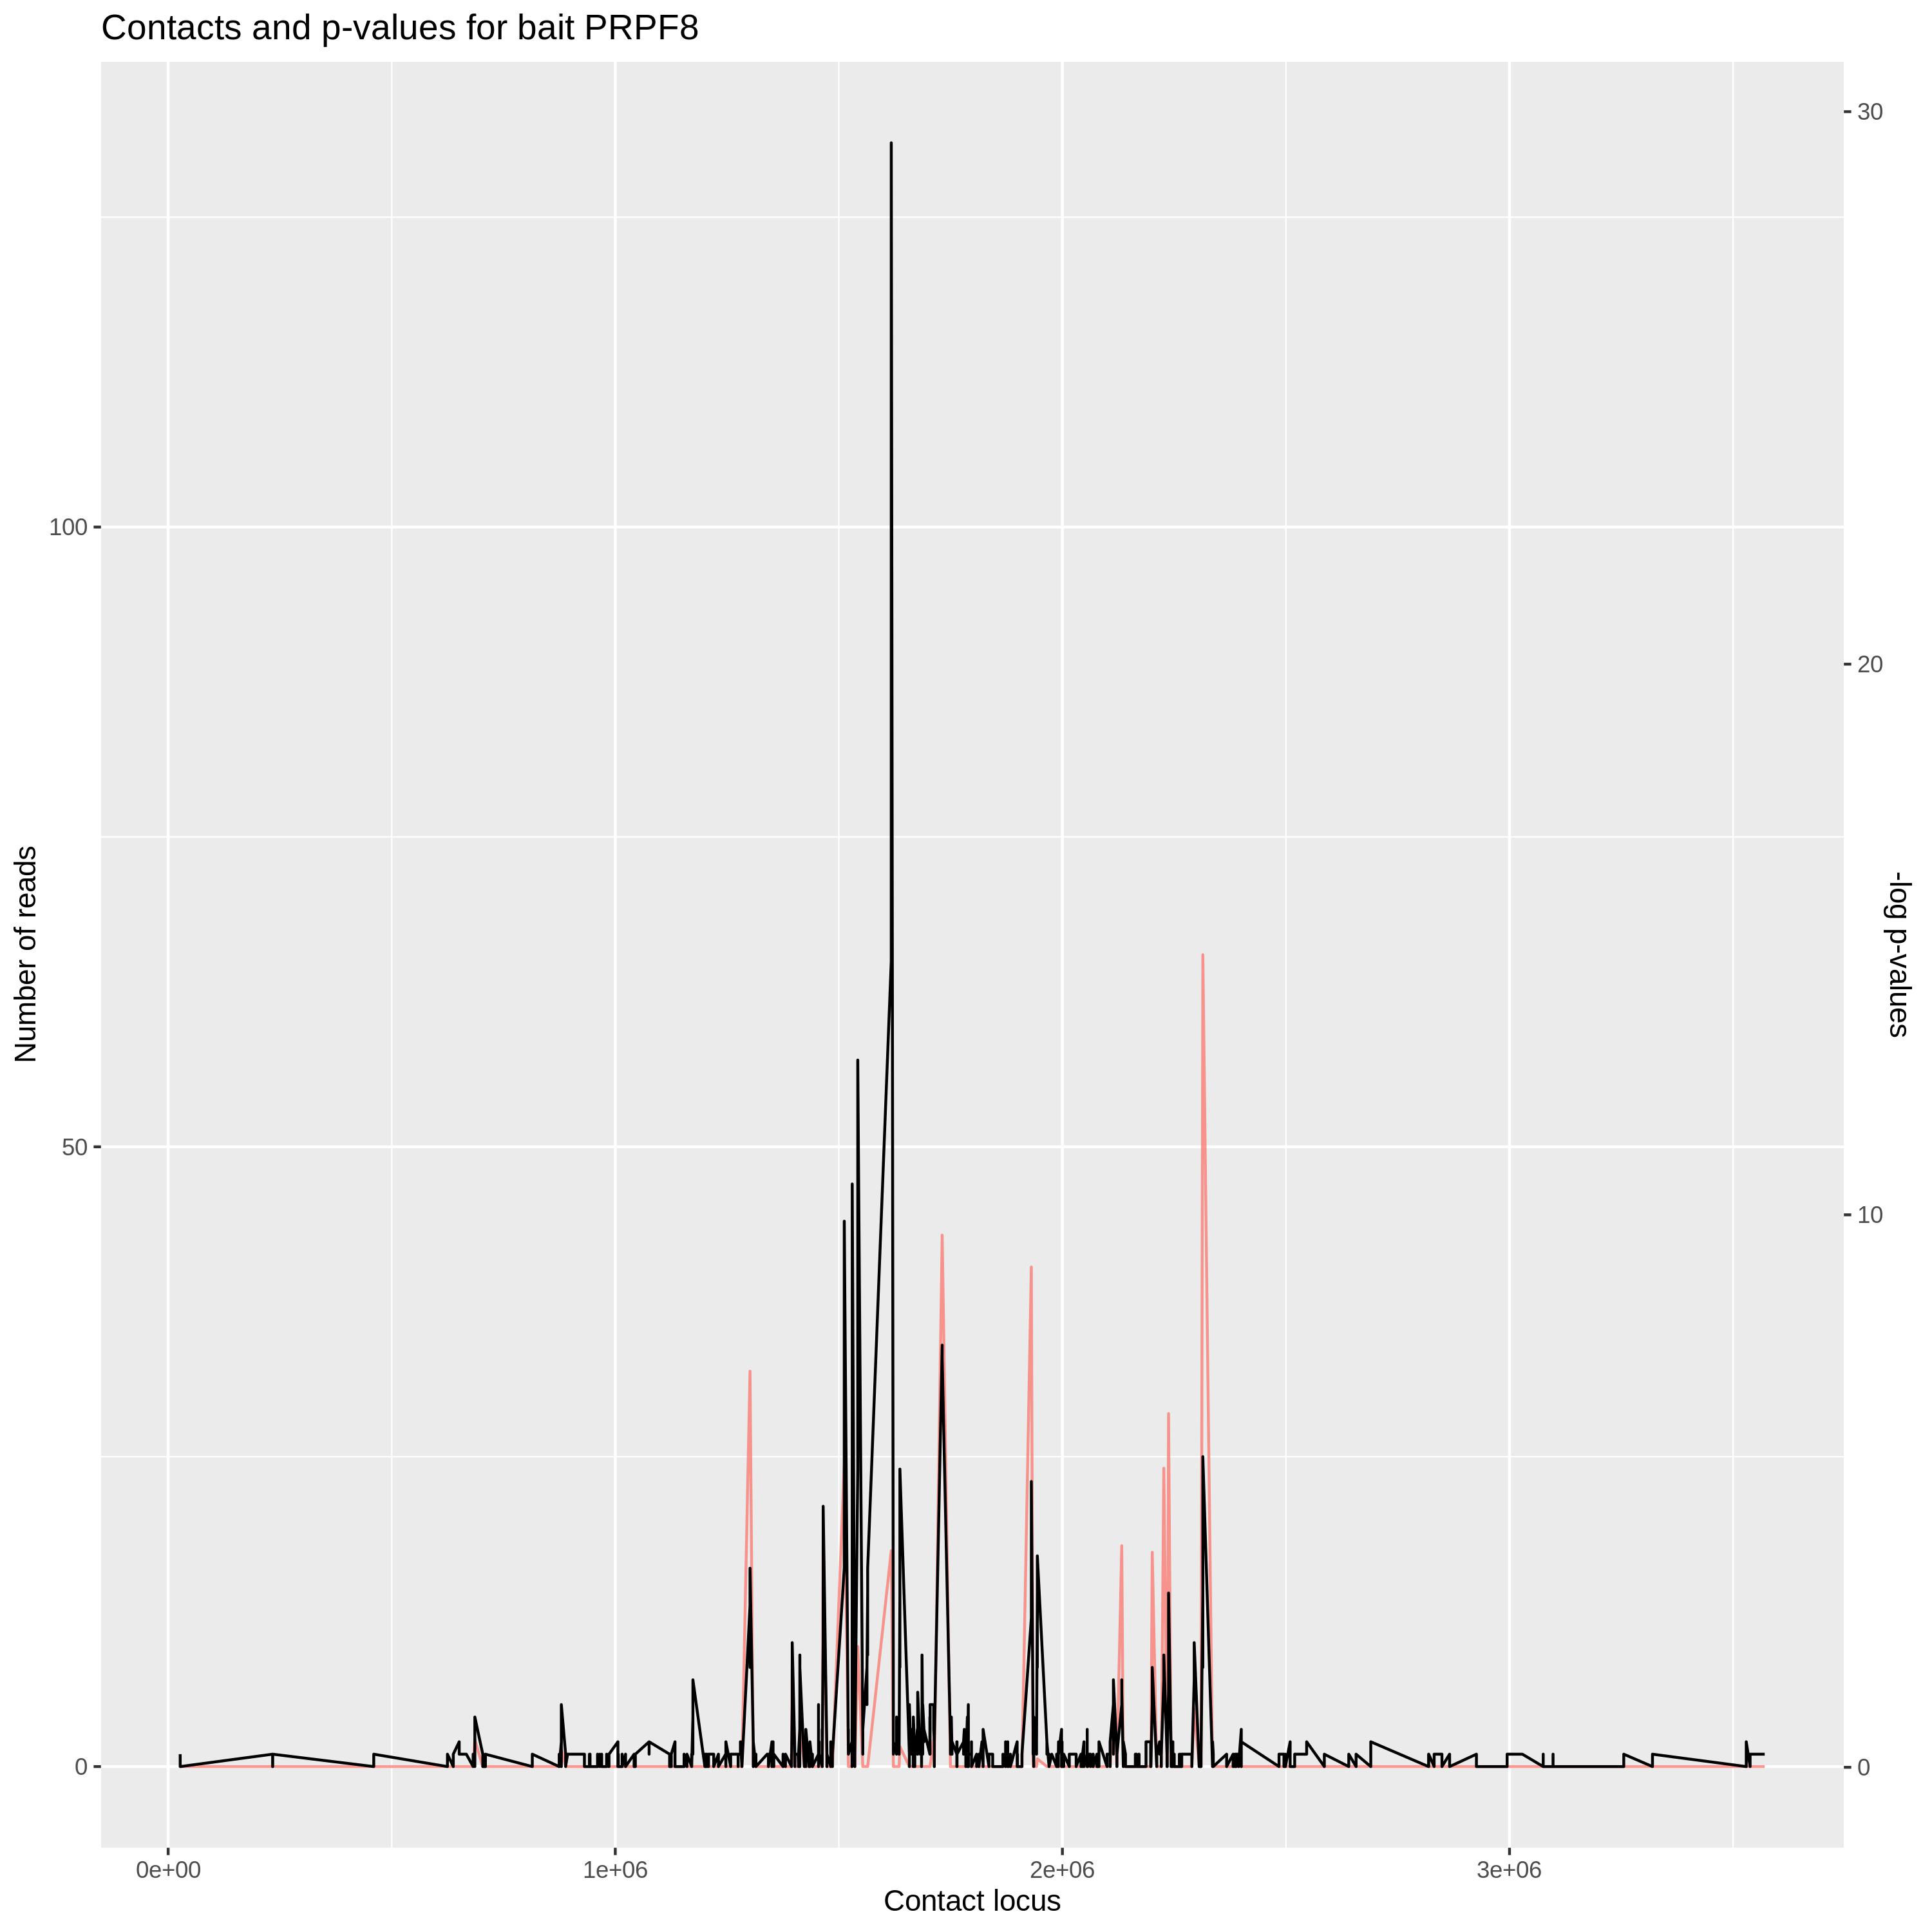 Contacts and p-values for bait PRPF8
30
100
20
Number of reads
-log p-values
50
10
0
0
0e+00
1e+06
2e+06
3e+06
Contact locus